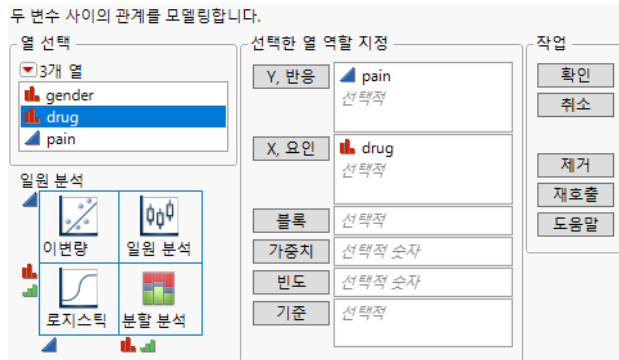 두 변수 사이의 관계를 모델링합니다.
열 선택
3개 열
gender
drug
pain
일원 분석
이변량
일원 분석
로지스틱
분할 분석
선택한 열 역할 지정
Y, 반응
pain
선택적
X, 요인
drug
선택적
블록
선택적
가중치
선택적 숫자
빈도
선택적 숫자
기준
선택적
작업
확인
취소
제거
재호출
도움말